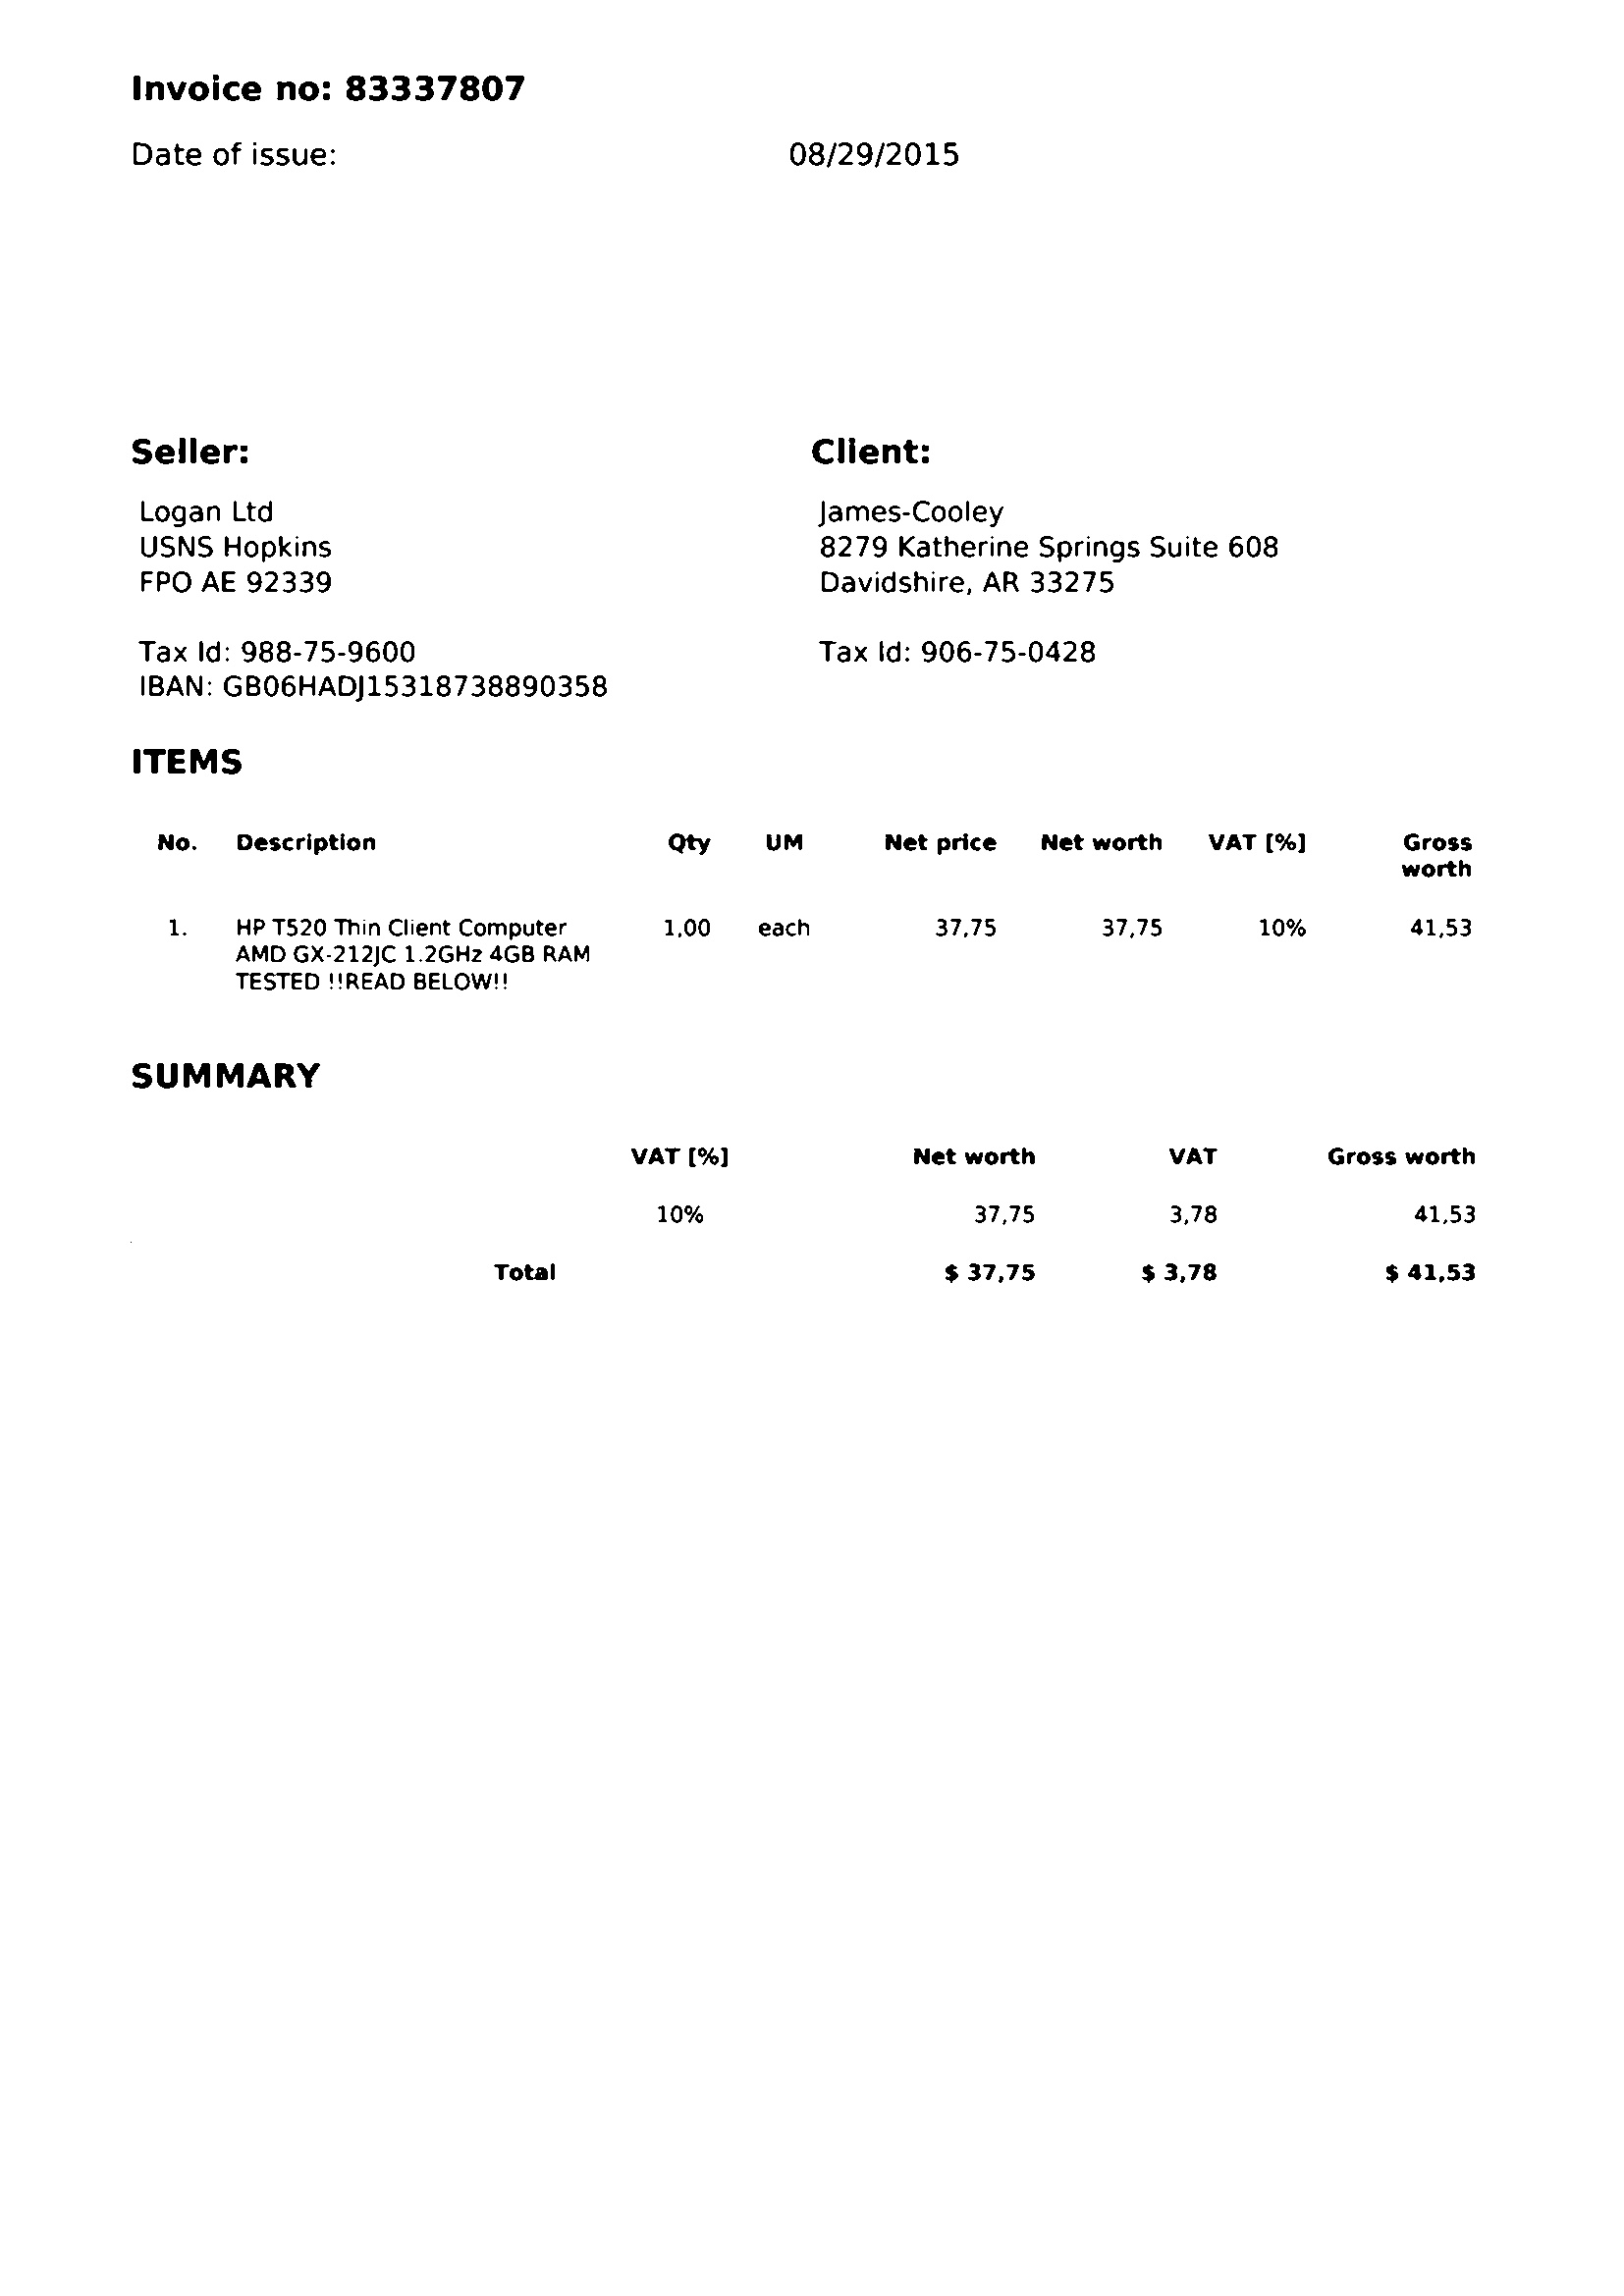 Invoice no: 83337807
Date of issue: 08/29/2015
Seller: Client:
Logan Ltd James-Cooley
USNS Hopkins 8279 Katherine Springs Suite 608
FPO AE 92339 Davidshire, AR 33275
Tax Id: 988-75-9600 Tax Id: 906-75-0428
IBAN: GB06HADJ15318738890358
ITEMS
No. Description Qty UM Net price Net worth VAT [%] Gross
worth
1. HP T520 Thin Client Computer 1,00 each 37,75 37,75 10% 41,53
AMD GX-212JC 1.2GHz 4GB RAM
TESTED !!READ BELOW!!
SUMMARY
VAT [%] Net worth VAT Gross worth
10% 37,75 3,78 41,53
Total $ 37,75 $ 3,78 $ 41,53